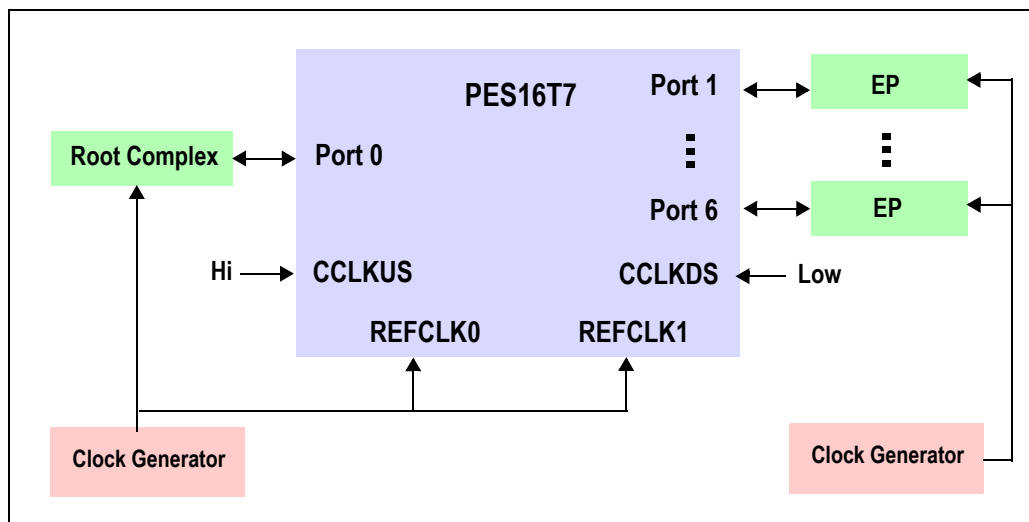 PES16T7
Port 1
EP
Root Complex
Port 0
Port 6
EP
Hi
CCLKUS
CCLKDS
Low
REFCLK0
REFCLK1
Clock Generator
Clock Generator